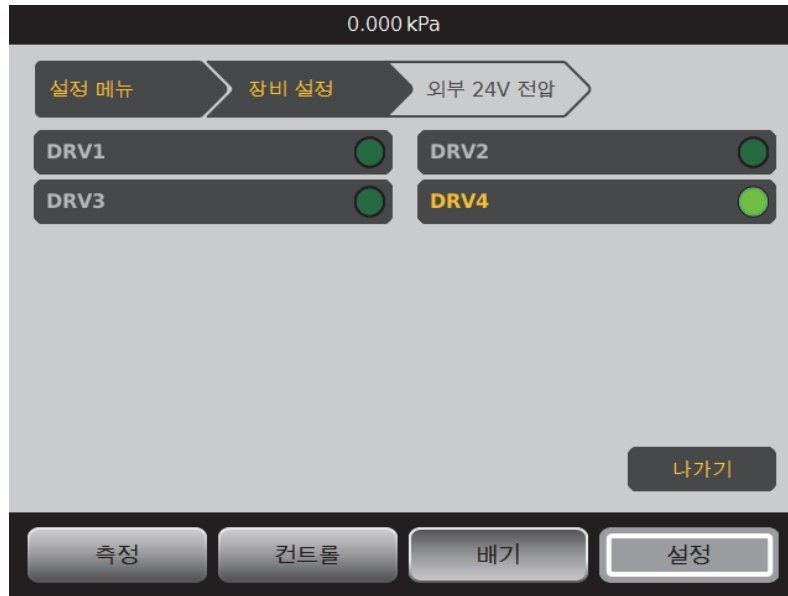 0.000 kPa
설정 메뉴 장비 설정 외부 24V 전압
DRV1 DRV2
DRV3 DRV4
나가기
측정 컨트롤 배기 설정